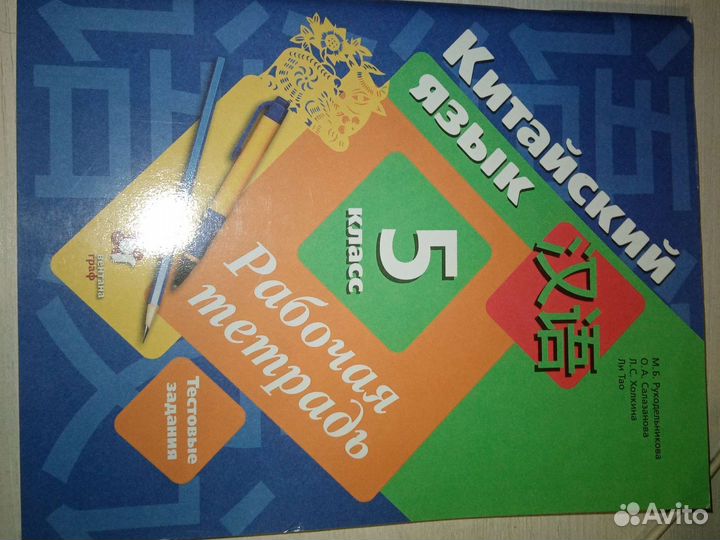 М. Б. Рукодельникова
О. А. Салазанова
Л. С. Холкина
Ли Тао
Китайский
язык
汉语
5
класс
Рабочая
тетрадь
Тестовые
задания
вентана
граф
Avito